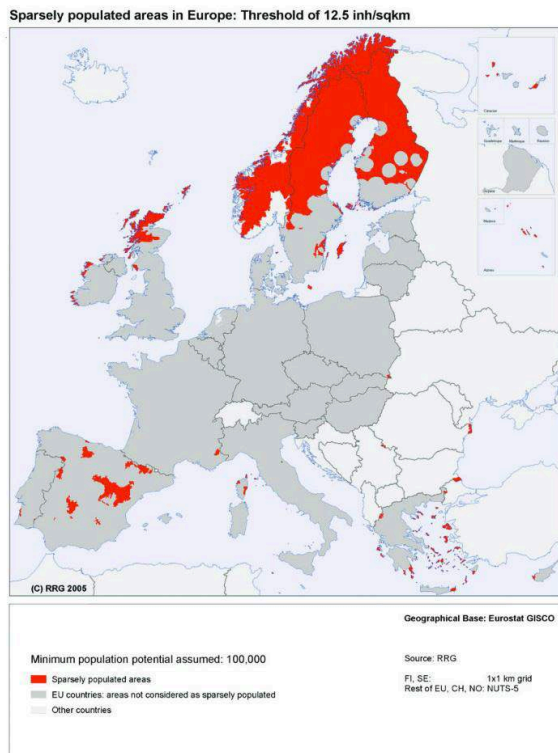 Sparsely populated areas in Europe: Threshold of 12.5 inh/sqkm
Canaries
Guadeloupe
Martinique
Réunion
Guyane
Madeira
Azores
(C) RRG 2005
Geographical Base: Eurostat GISCO
Minimum population potential assumed: 100,000
Sparsely populated areas
EU countries: areas not considered as sparsely populated
Other countries
Source: RRG
FI, SE: 1x1 km grid
Rest of EU, CH, NO: NUTS-5